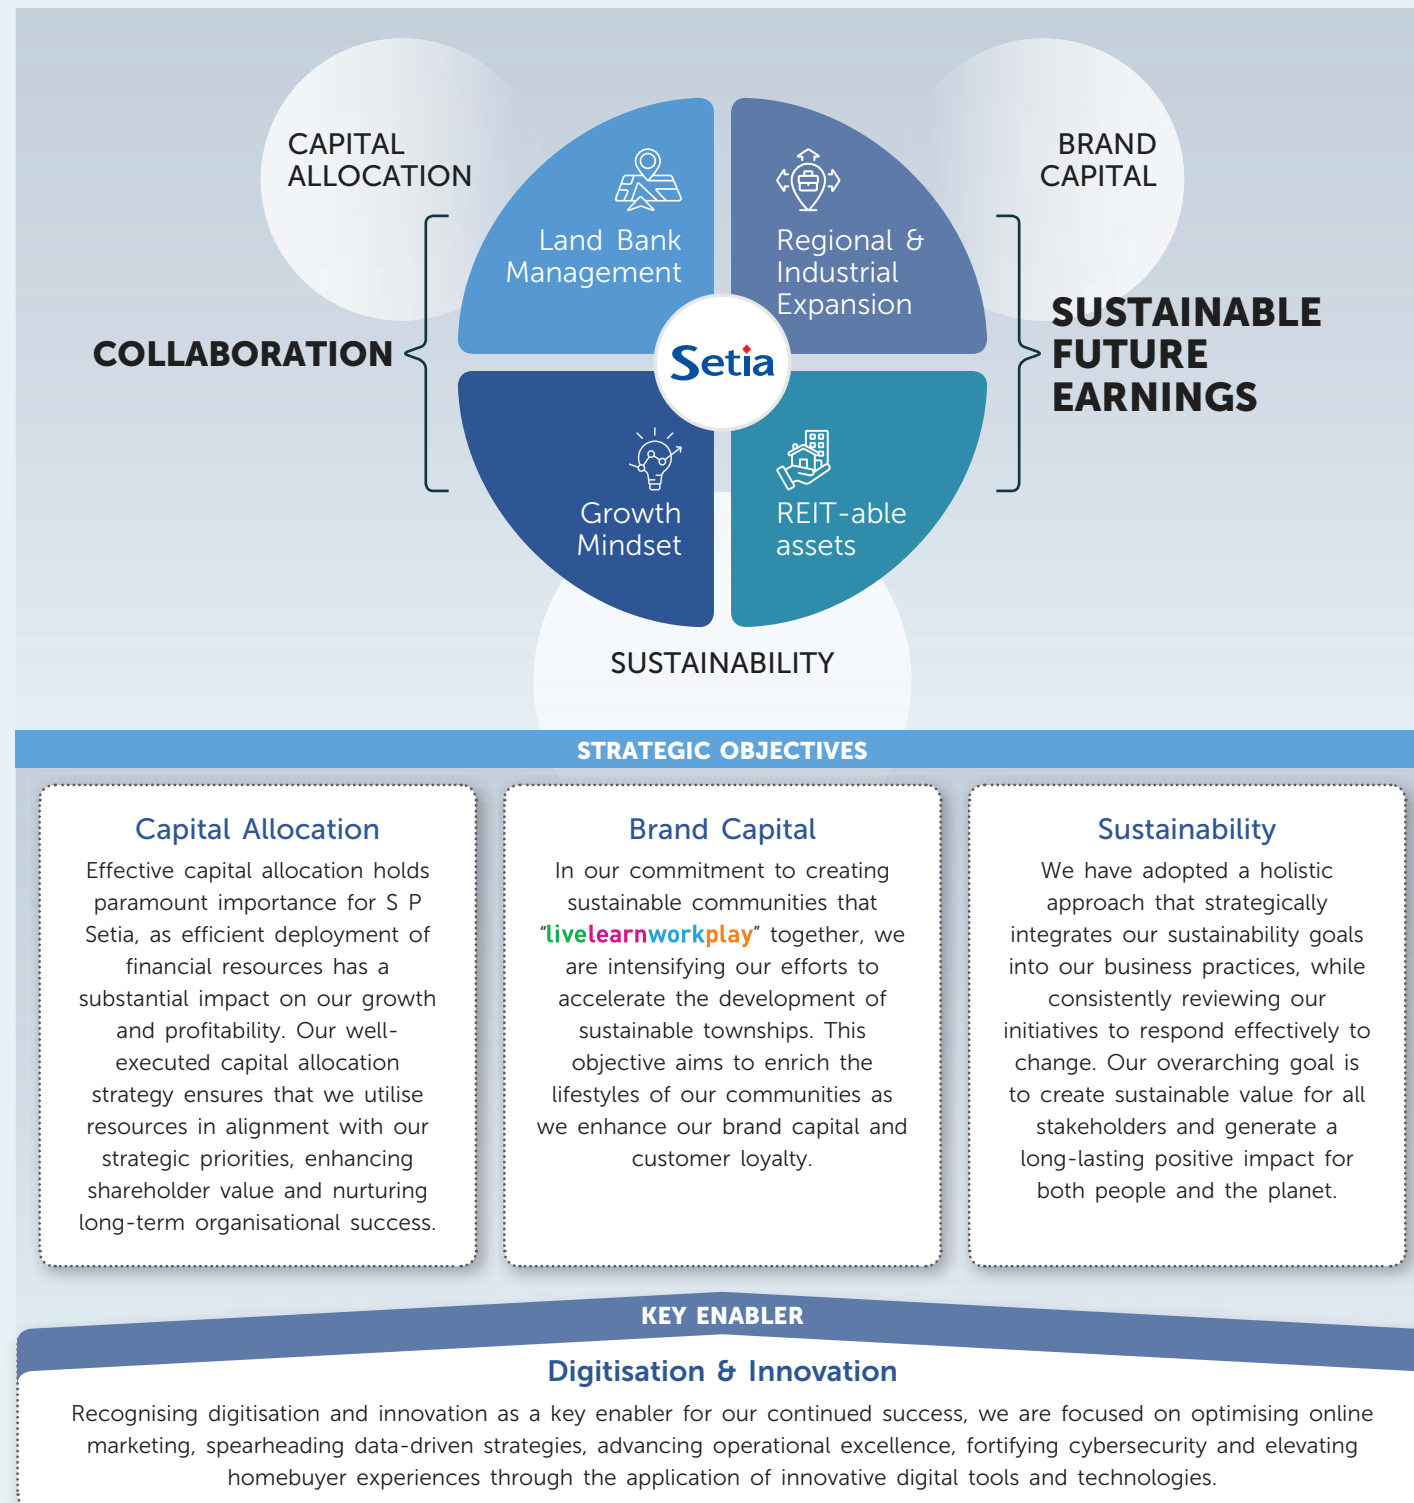 CAPITAL
ALLOCATION
BRAND
CAPITAL
Land Bank
Management
Regional &
Industrial
Expansion
COLLABORATION
Setia
SUSTAINABLE
FUTURE
EARNINGS
Growth
Mindset
REIT-able
assets
SUSTAINABILITY
STRATEGIC OBJECTIVES
Capital Allocation
Effective capital allocation holds
paramount importance for S P
Setia, as efficient deployment of
financial resources has a
substantial impact on our growth
and profitability. Our well-
executed capital allocation
strategy ensures that we utilise
resources in alignment with our
strategic priorities, enhancing
shareholder value and nurturing
long-term organisational success.
Brand Capital
In our commitment to creating
sustainable communities that
“livelearnworkplay” together, we
are intensifying our efforts to
accelerate the development of
sustainable townships. This
objective aims to enrich the
lifestyles of our communities as
we enhance our brand capital and
customer loyalty.
Sustainability
We have adopted a holistic
approach that strategically
integrates our sustainability goals
into our business practices, while
consistently reviewing our
initiatives to respond effectively to
change. Our overarching goal is
to create sustainable value for all
stakeholders and generate a
long-lasting positive impact for
both people and the planet.
KEY ENABLER
Digitisation & Innovation
Recognising digitisation and innovation as a key enabler for our continued success, we are focused on optimising online
marketing, spearheading data-driven strategies, advancing operational excellence, fortifying cybersecurity and elevating
homebuyer experiences through the application of innovative digital tools and technologies.